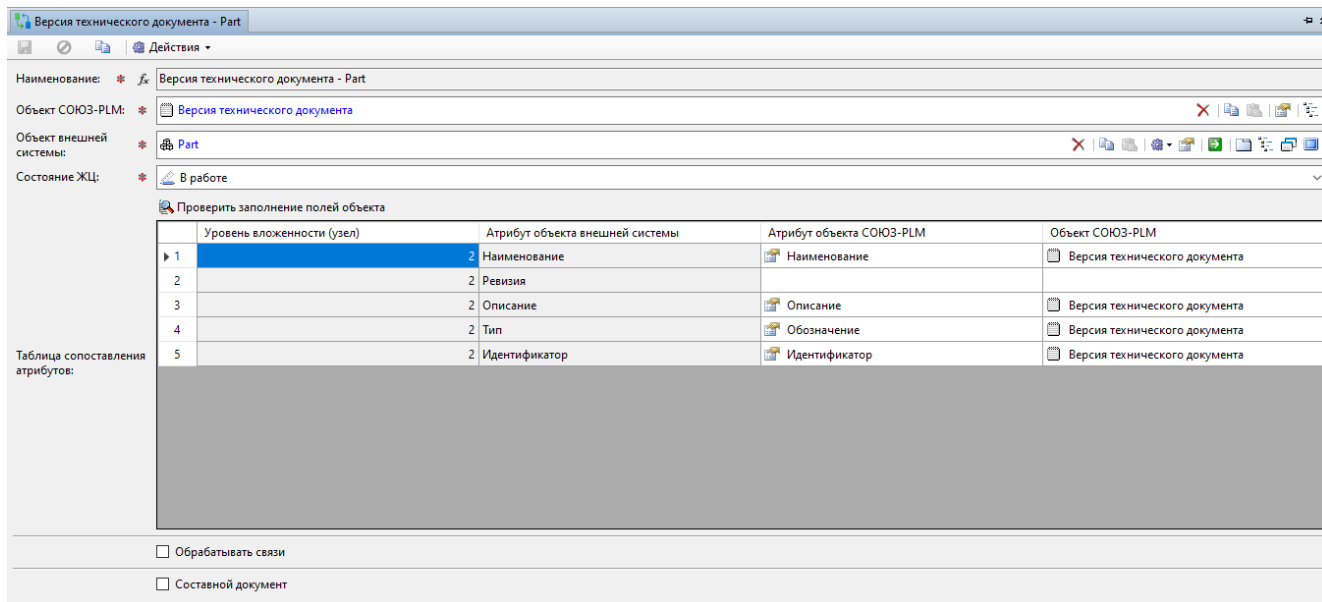 Версия технического документа - Part
Действия
Наименование: * fx Версия технического документа - Part
Объект СОЮЗ-PLM: * Версия технического документа
Объект внешней системы: * Part
Состояние ЖЦ: * В работе
Проверить заполнение полей объекта
Уровень вложенности (узел) Атрибут объекта внешней системы Атрибут объекта СОЮЗ-PLM Объект СОЮЗ-PLM
1 2 Наименование Наименование Версия технического документа
2 2 Ревизия
3 2 Описание Описание Версия технического документа
4 2 Тип Обозначение Версия технического документа
5 2 Идентификатор Идентификатор Версия технического документа
Таблица сопоставления
атрибутов:
Обрабатывать связи
Составной документ